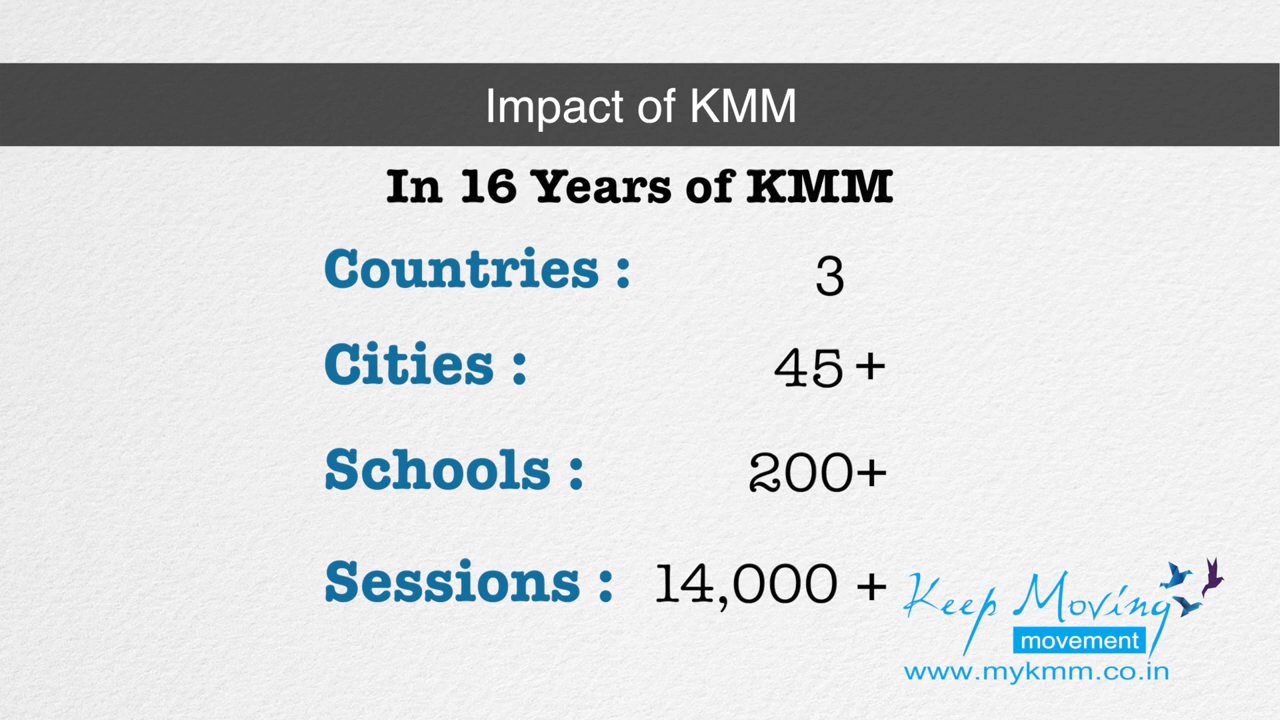 Impact of KMM
In 16 Years of KMM
Countries : 3
Cities : 45 +
Schools : 200+
Sessions : 14,000 +
Keep Moving
movement
www.mykmm.co.in